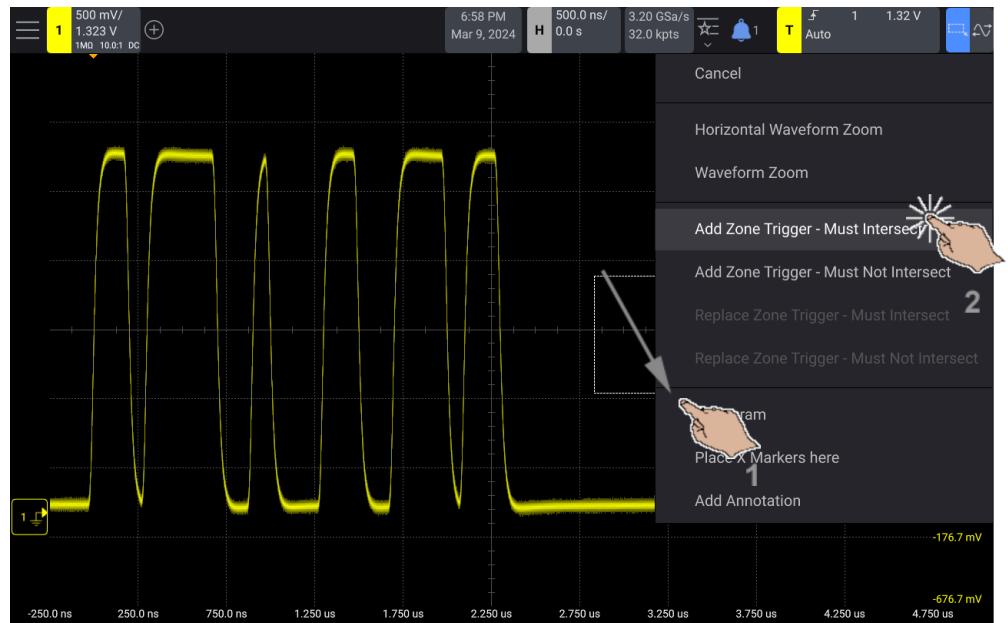 1
500 mV/
1.323 V
1MΩ 10.0:1 DC
6:58 PM
Mar 9, 2024
H
500.0 ns/
0.0 s
3.20 GSa/s
32.0 kpts
1
T
1 1.32 V
Auto
Cancel
Horizontal Waveform Zoom
Waveform Zoom
Add Zone Trigger - Must Intersect
Add Zone Trigger - Must Not Intersect
2
Replace Zone Trigger - Must Intersect
Replace Zone Trigger - Must Not Intersect
Place X Markers here
1
Add Annotation
1
-176.7 mV
-676.7 mV
-250.0 ns 250.0 ns 750.0 ns 1.250 us 1.750 us 2.250 us 2.750 us 3.250 us 3.750 us 4.250 us 4.750 us